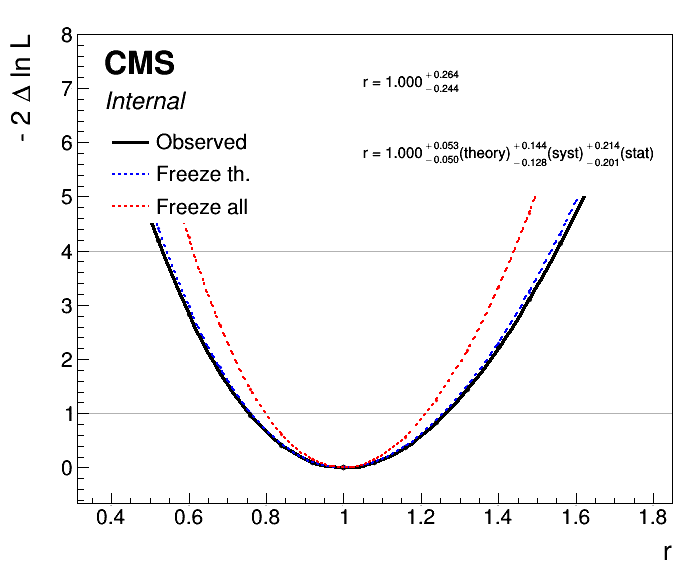 - 2 Δ ln L
8
7
6
5
4
3
2
1
0
CMS
Internal
Observed
Freeze th.
Freeze all
r = 1.000 +0.264 −0.244
r = 1.000 +0.053 −0.050 (theory) +0.144 −0.128 (syst) +0.214 −0.201 (stat)
0.4 0.6 0.8 1 1.2 1.4 1.6 1.8
r